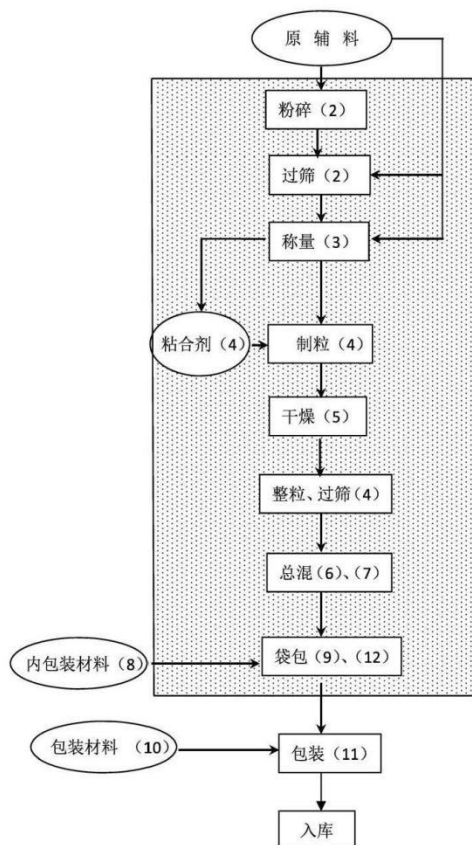 原 辅 料
粉碎（2）
过筛（2）
称量（3）
粘合剂（4）
制粒（4）
干燥（5）
整粒、过筛(4)
总混(6)、(7)
内包装材料（8）
袋包（9）、（12）
包装材料 （10）
包装（11）
入库